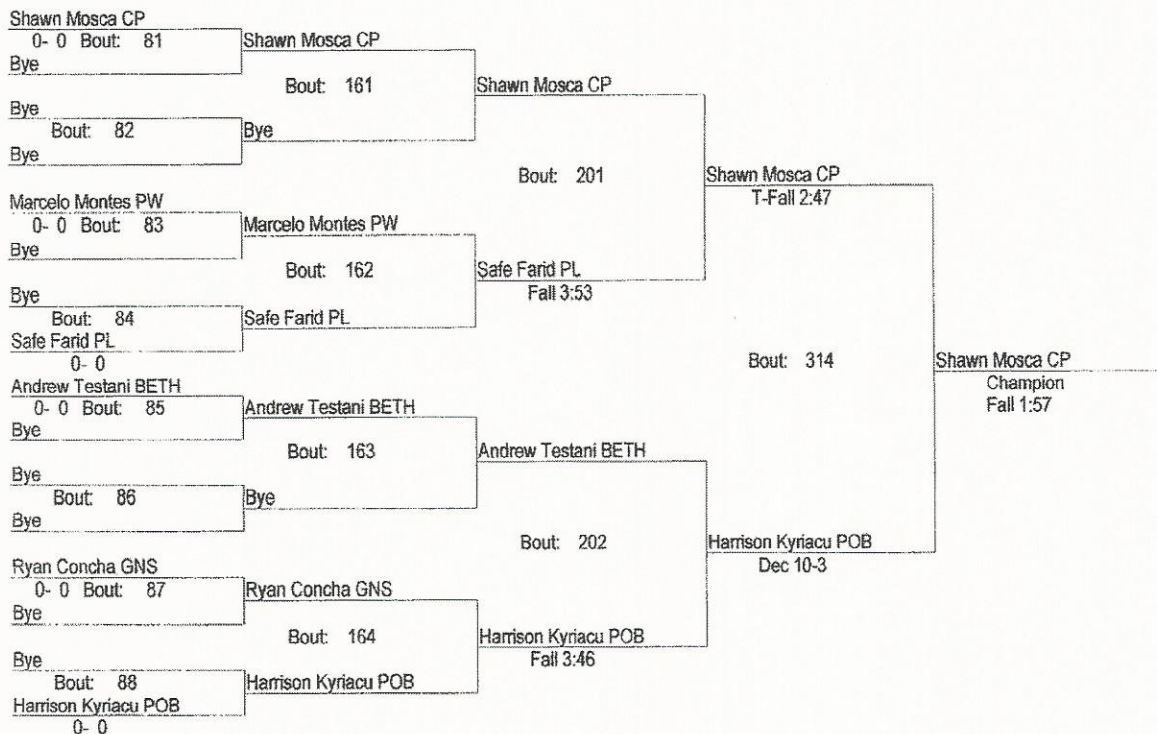 Shawn Mosca CP
0- 0 Bout: 81
Bye
Shawn Mosca CP
Bout: 161
Bye
Bout: 82
Bye
Bye
Shawn Mosca CP
Bout: 201
Marcelo Montes PW
0- 0 Bout: 83
Bye
Marcelo Montes PW
Bout: 162
Bye
Bout: 84
Safe Farid PL
0- 0
Safe Farid PL
Safe Farid PL
Fall 3:53
Shawn Mosca CP
T-Fall 2:47
Bout: 314
Andrew Testani BETH
0- 0 Bout: 85
Bye
Andrew Testani BETH
Bout: 163
Bye
Bout: 86
Bye
Bye
Andrew Testani BETH
Bout: 202
Ryan Concha GNS
0- 0 Bout: 87
Bye
Ryan Concha GNS
Bout: 164
Bye
Bout: 88
Harrison Kyriacu POB
0- 0
Harrison Kyriacu POB
Harrison Kyriacu POB
Fall 3:46
Harrison Kyriacu POB
Dec 10-3
Shawn Mosca CP
Champion
Fall 1:57